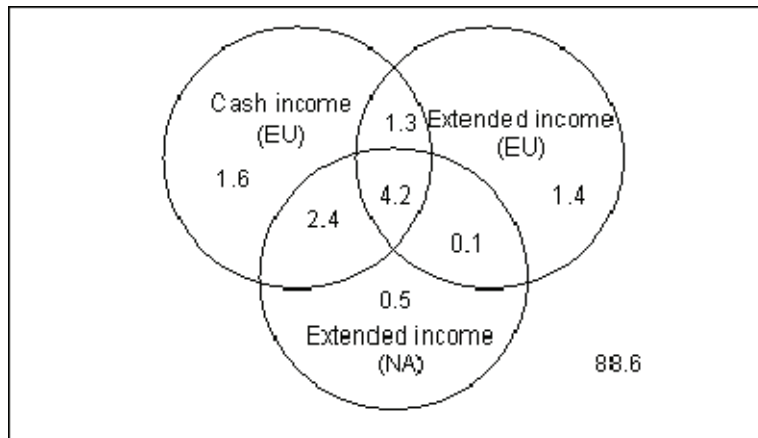 Cash income
(EU)
1.3
Extended income
(EU)
1.6
4.2
1.4
2.4
0.1
0.5
Extended income
(NA)
88.6